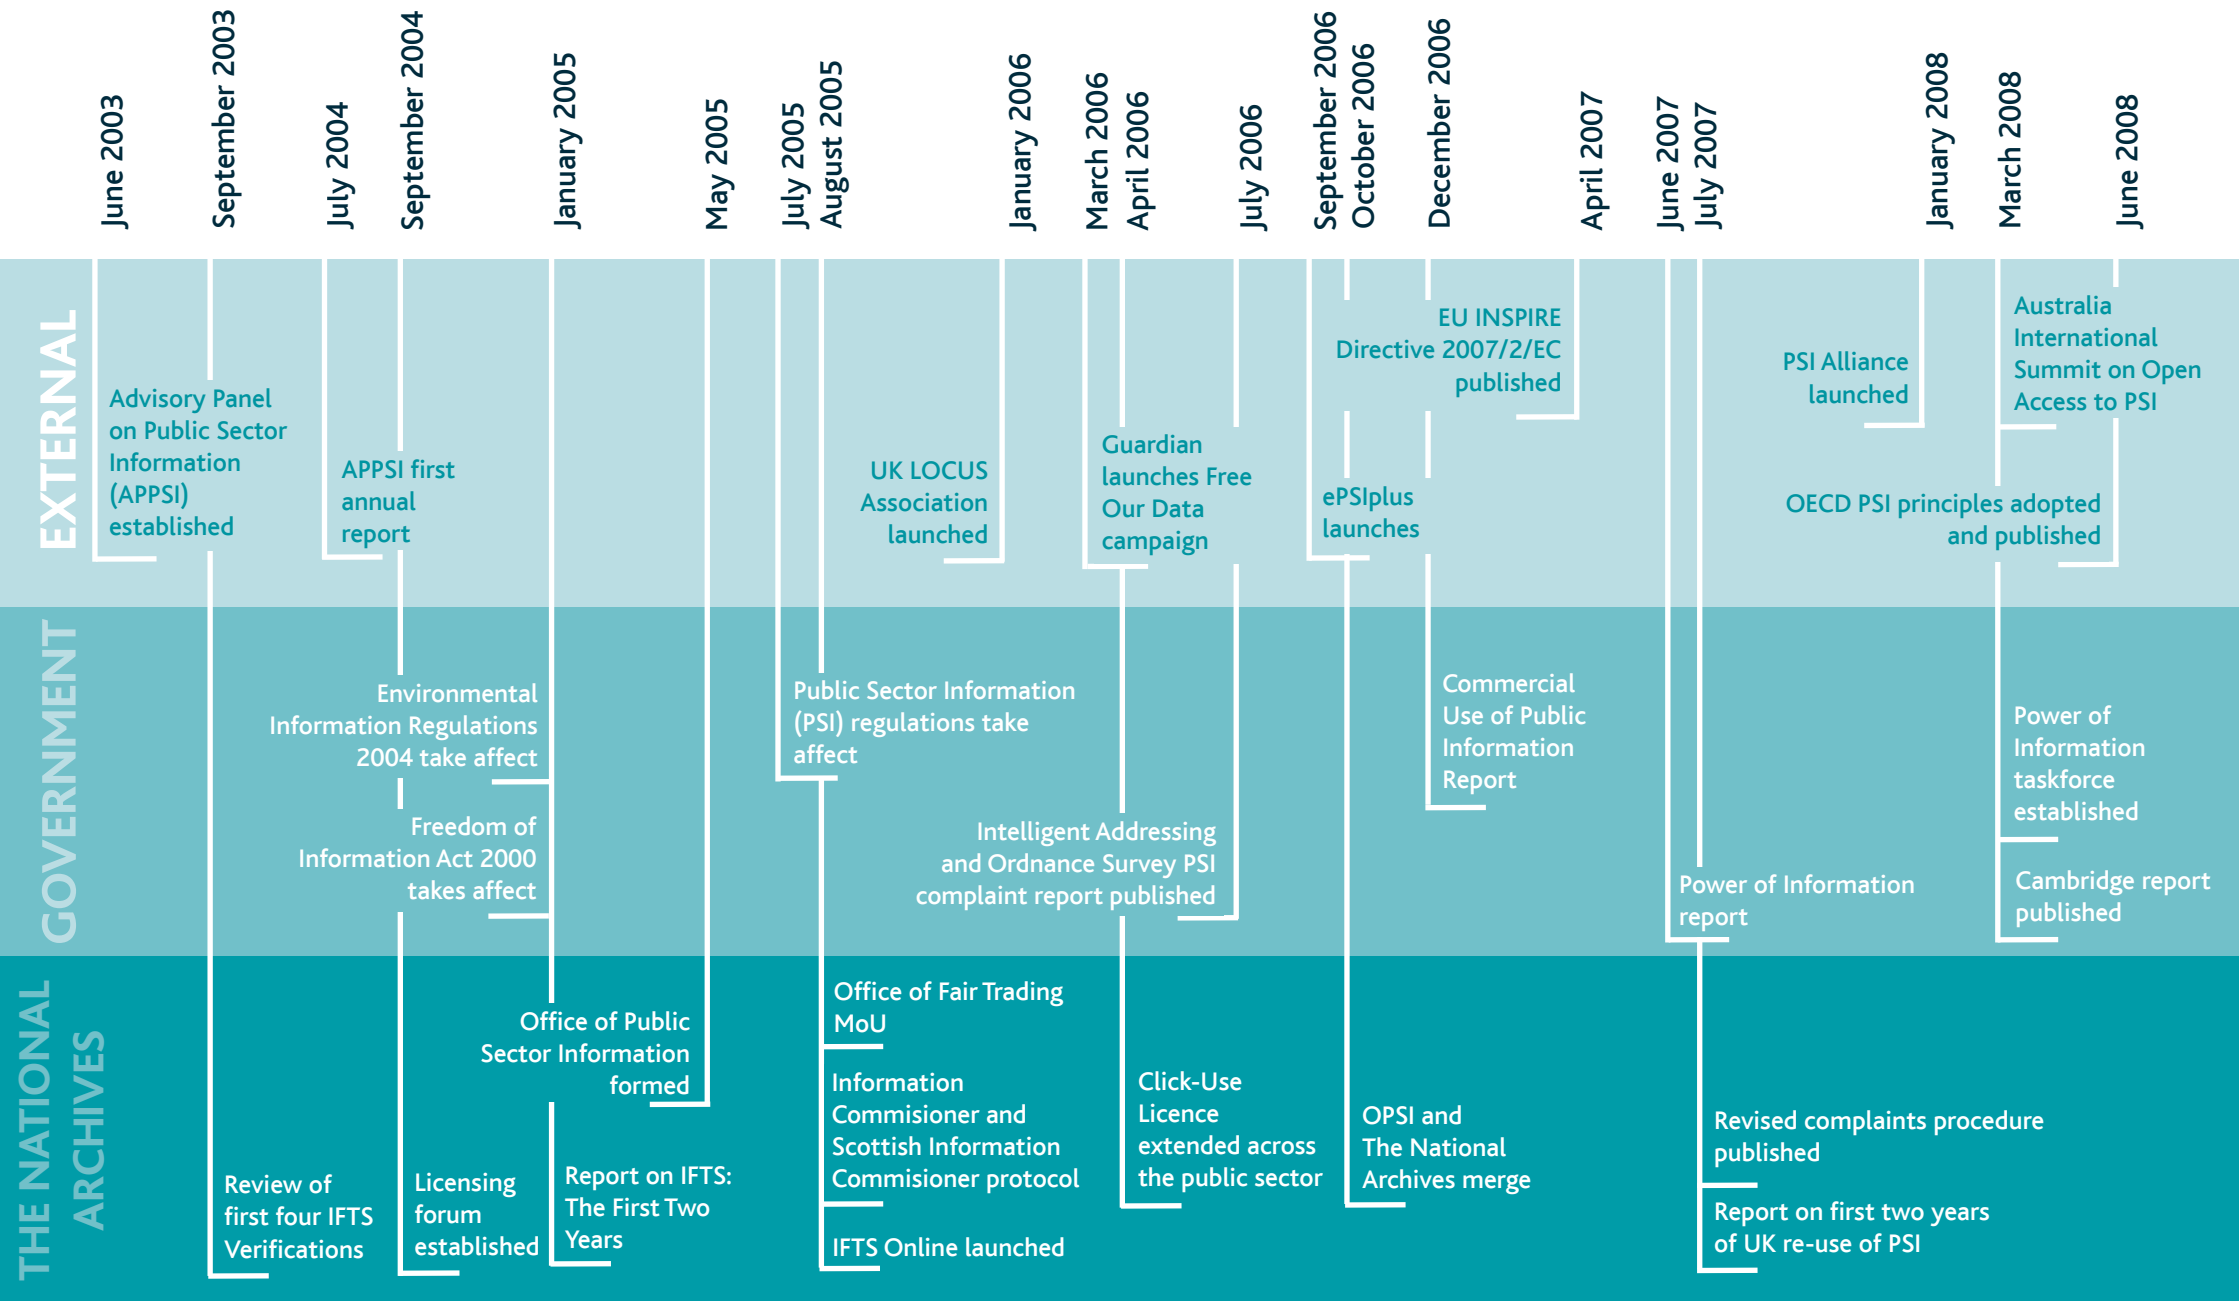 June 2003
September 2003
July 2004
September 2004
January 2005
May 2005
July 2005
August 2005
January 2006
March 2006
April 2006
July 2006
September 2006
October 2006
December 2006
April 2007
June 2007
July 2007
January 2008
March 2008
June 2008
EXTERNAL
Advisory Panel
on Public Sector
Information
(APPSI)
established
APPSI first
annual
report
UK LOCUS
Association
launched
Guardian
launches Free
Our Data
campaign
ePSIplus
launches
EU INSPIRE
Directive 2007/2/EC
published
PSI Alliance
launched
Australia
International
Summit on Open
Access to PSI
OECD PSI principles adopted
and published
GOVERNMENT
Environmental
Information Regulations
2004 take affect
Freedom of
Information Act 2000
takes affect
Public Sector Information
(PSI) regulations take
affect
Intelligent Addressing
and Ordnance Survey PSI
complaint report published
Commercial
Use of Public
Information
Report
Power of Information
report
Power of
Information
taskforce
established
Cambridge report
published
THE NATIONAL
ARCHIVES
Review of
first four IFTS
Verifications
Licensing
forum
established
Office of Public
Sector Information
formed
Report on IFTS:
The First Two
Years
Office of Fair Trading
MoU
Information
Commisioner and
Scottish Information
Commisioner protocol
IFTS Online launched
Click-Use
Licence
extended across
the public sector
OPSI and
The National
Archives merge
Revised complaints procedure
published
Report on first two years
of UK re-use of PSI